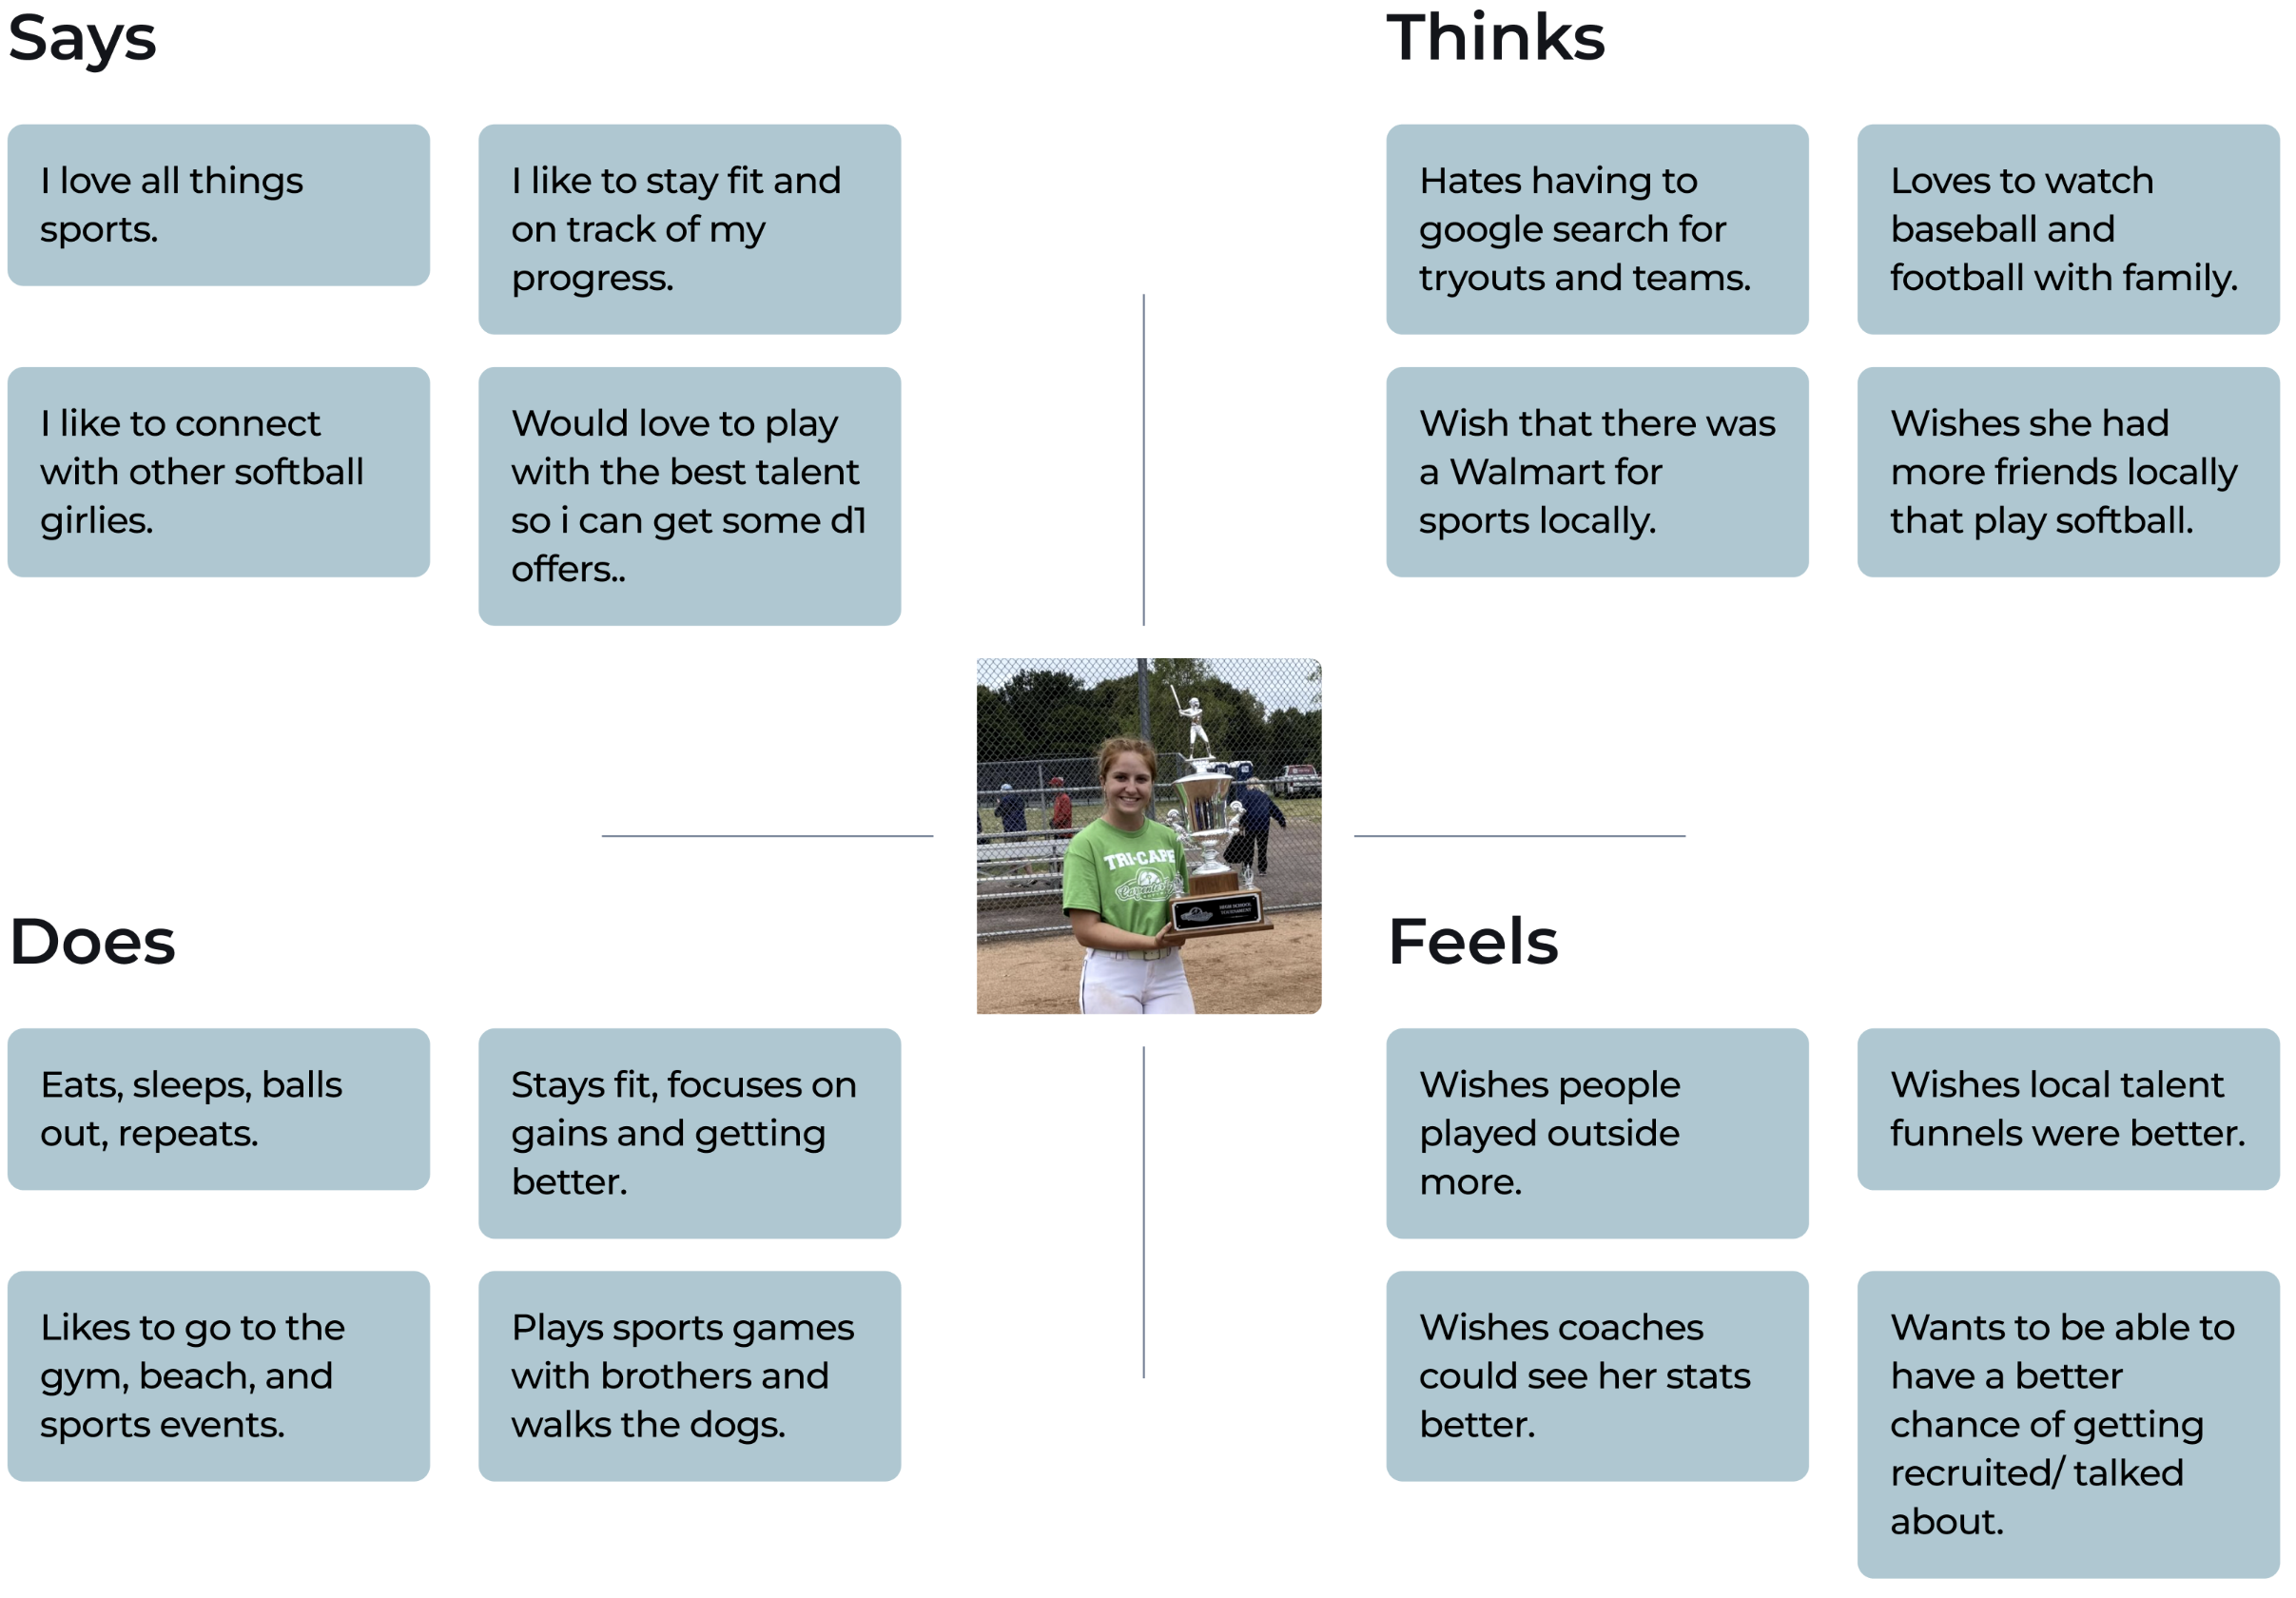 Says
I love all things
sports.
I like to stay fit and
on track of my
progress.
I like to connect
with other softball
girlies.
Would love to play
with the best talent
so i can get some d1
offers..
Thinks
Hates having to
google search for
tryouts and teams.
Loves to watch
baseball and
football with family.
Wish that there was
a Walmart for
sports locally.
Wishes she had
more friends locally
that play softball.
TRI-CAPE
HIGH SCHOOL
TOURNAMENT
Does
Eats, sleeps, balls
out, repeats.
Stays fit, focuses on
gains and getting
better.
Likes to go to the
gym, beach, and
sports events.
Plays sports games
with brothers and
walks the dogs.
Feels
Wishes people
played outside
more.
Wishes local talent
funnels were better.
Wishes coaches
could see her stats
better.
Wants to be able to
have a better
chance of getting
recruited/ talked
about.